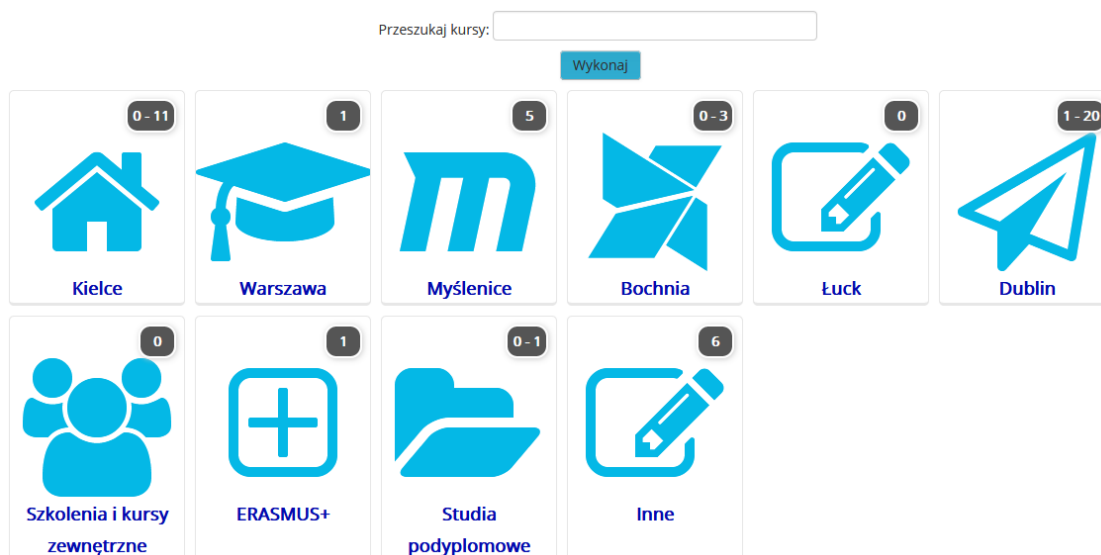 Przeszukaj kursy:
Wykonaj
0 - 11
1
5
0 - 3
0
1 - 20
Kielce
Warszawa
Myślenice
Bochnia
Łuck
Dublin
0
1
0 - 1
6
Szkolenia i kursy
zewnętrzne
ERASMUS+
Studia
podyplomowe
Inne